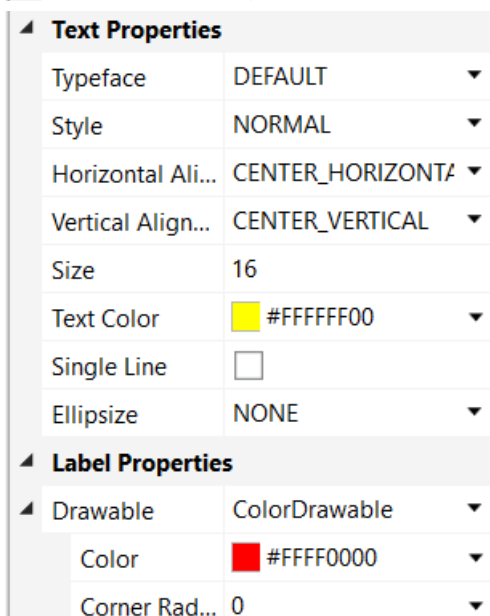 Text Properties
Typeface DEFAULT
Style NORMAL
Horizontal Ali... CENTER_HORIZONTA
Vertical Align... CENTER_VERTICAL
Size 16
Text Color #FFFFFF00
Single Line
Ellipsize NONE
Label Properties
Drawable ColorDrawable
Color #FFFF0000
Corner Rad... 0